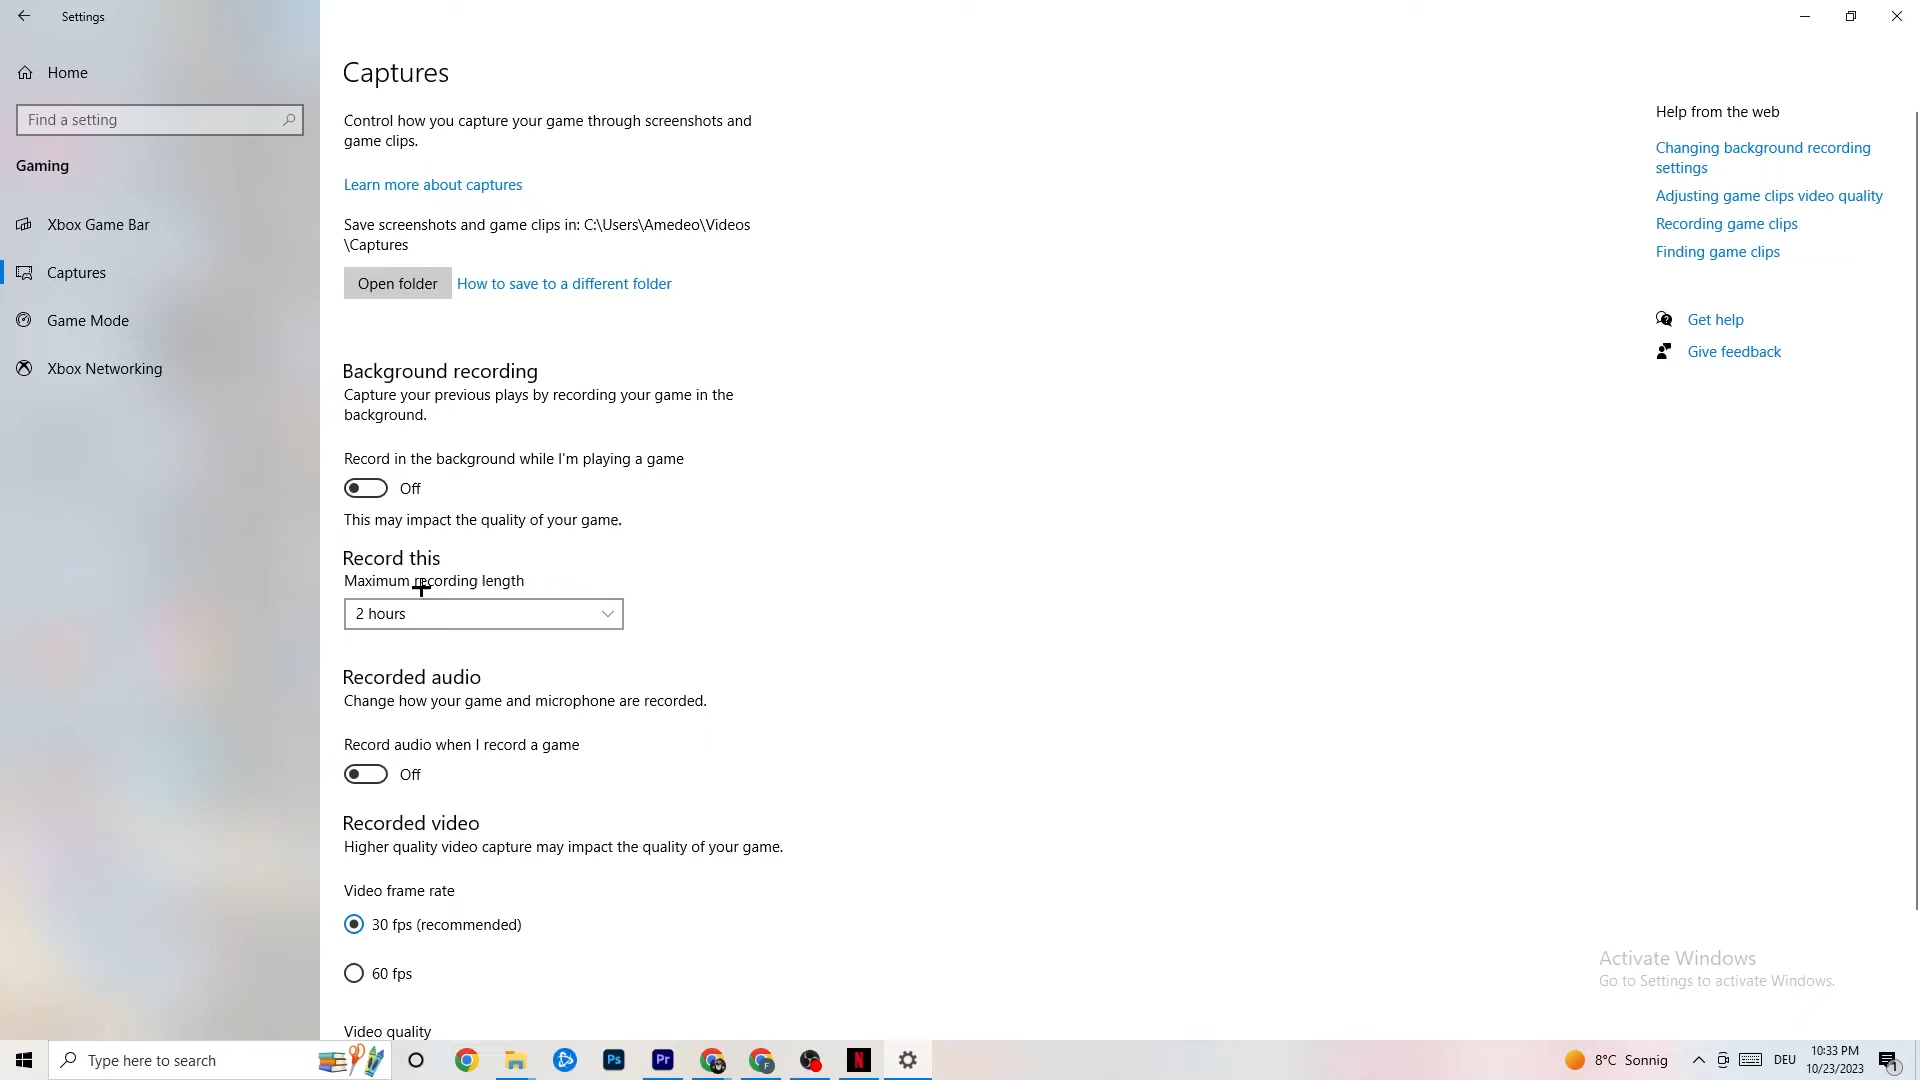 Settings
Home
Find a setting
Gaming
Xbox Game Bar
Captures
Game Mode
Xbox Networking
Captures
Control how you capture your game through screenshots and
game clips.
Learn more about captures
Save screenshots and game clips in: C:\Users\Amedeo\Videos
\Captures
Open folder
How to save to a different folder
Background recording
Capture your previous plays by recording your game in the
background.
Record in the background while I'm playing a game
Off
This may impact the quality of your game.
Record this
Maximum recording length
2 hours
Recorded audio
Change how your game and microphone are recorded.
Record audio when I record a game
Off
Recorded video
Higher quality video capture may impact the quality of your game.
Video frame rate
30 fps (recommended)
60 fps
Video quality
Help from the web
Changing background recording
settings
Adjusting game clips video quality
Recording game clips
Finding game clips
Get help
Give feedback
Activate Windows
Go to Settings to activate Windows.
Type here to search
Ps
Pr
F
N
8°C Sonnig
DEU
10:33 PM
10/23/2023
1